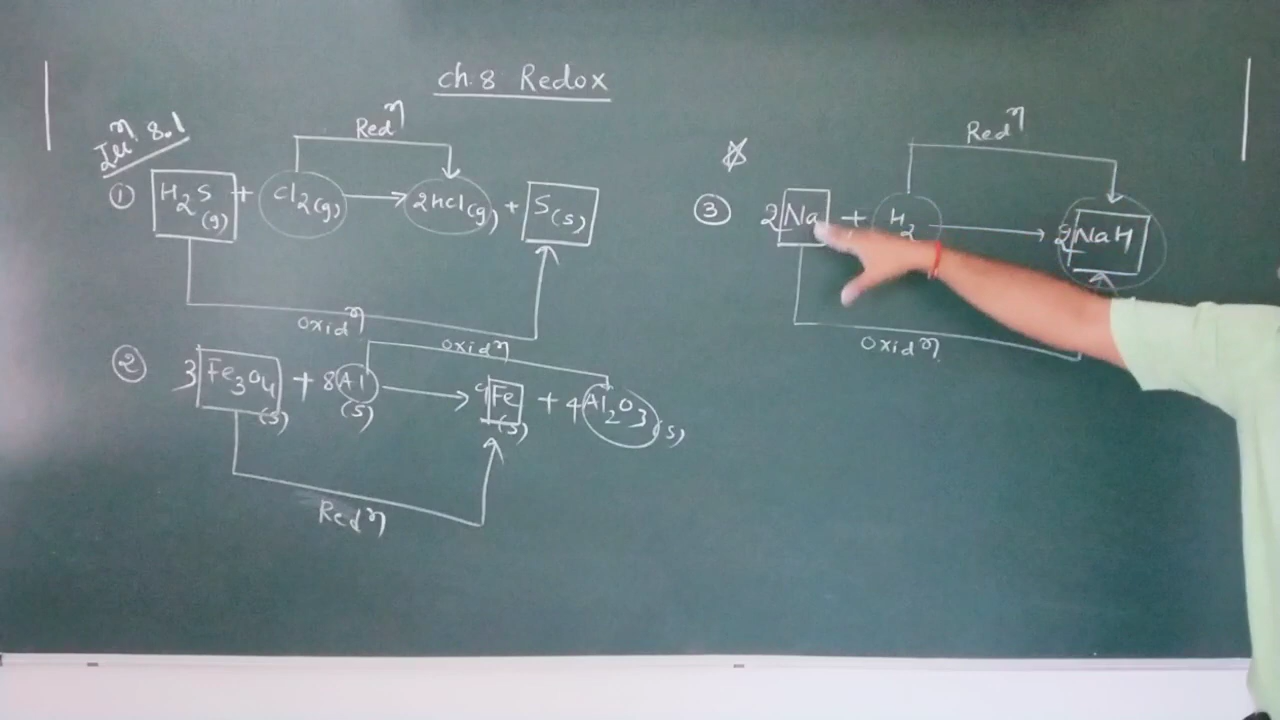 ch. 8 Redox
Iuⁿ. 8.1
Redⁿ
① H₂S(g) + Cl₂(g) → 2HCl(g) + S(s)
Oxidⁿ
Oxidⁿ
② 3Fe₃O₄(s) + 8Al(s) → 9Fe(s) + 4Al₂O₃(s)
Redⁿ
Redⁿ
③ 2Na + H₂ → 2NaH
Oxidⁿ